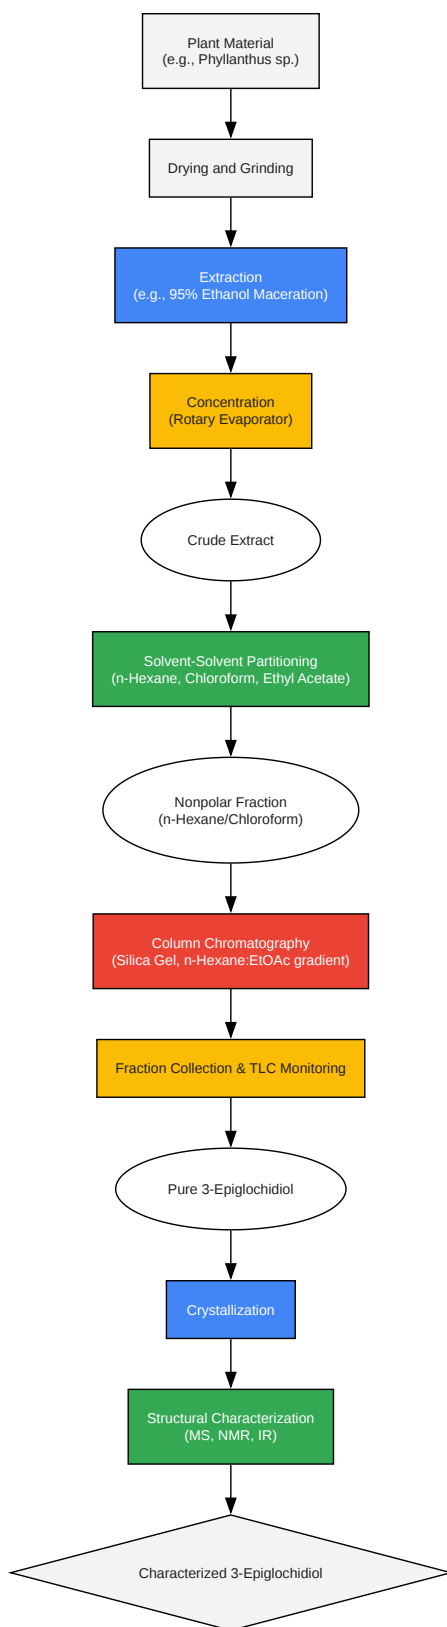 Plant Material
(e.g., Phyllanthus sp.)
Drying and Grinding
Extraction
(e.g., 95% Ethanol Maceration)
Concentration
(Rotary Evaporator)
Crude Extract
Solvent-Solvent Partitioning
(n-Hexane, Chloroform, Ethyl Acetate)
Nonpolar Fraction
(n-Hexane/Chloroform)
Column Chromatography
(Silica Gel, n-Hexane:EtOAc gradient)
Fraction Collection & TLC Monitoring
Pure 3-Epiglochidiol
Crystallization
Structural Characterization
(MS, NMR, IR)
Characterized 3-Epiglochidiol